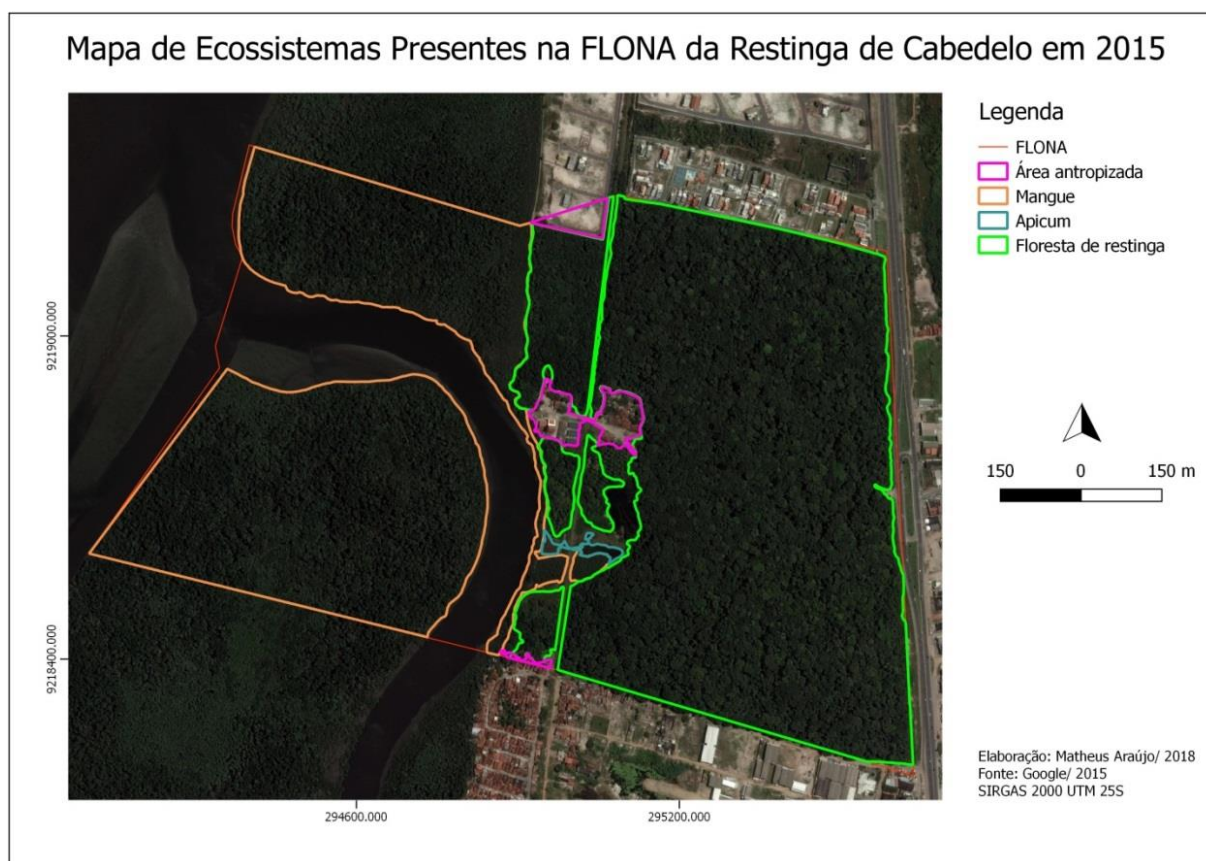 Mapa de Ecossistemas Presentes na FLONA da Restinga de Cabedelo em 2015
Legenda
FLONA
Área antropizada
Mangue
Apicum
Floresta de restinga
9219000.000
9218400.000
294600.000
295200.000
150 0 150 m
Elaboração: Matheus Araújo/ 2018
Fonte: Google/ 2015
SIRGAS 2000 UTM 25S